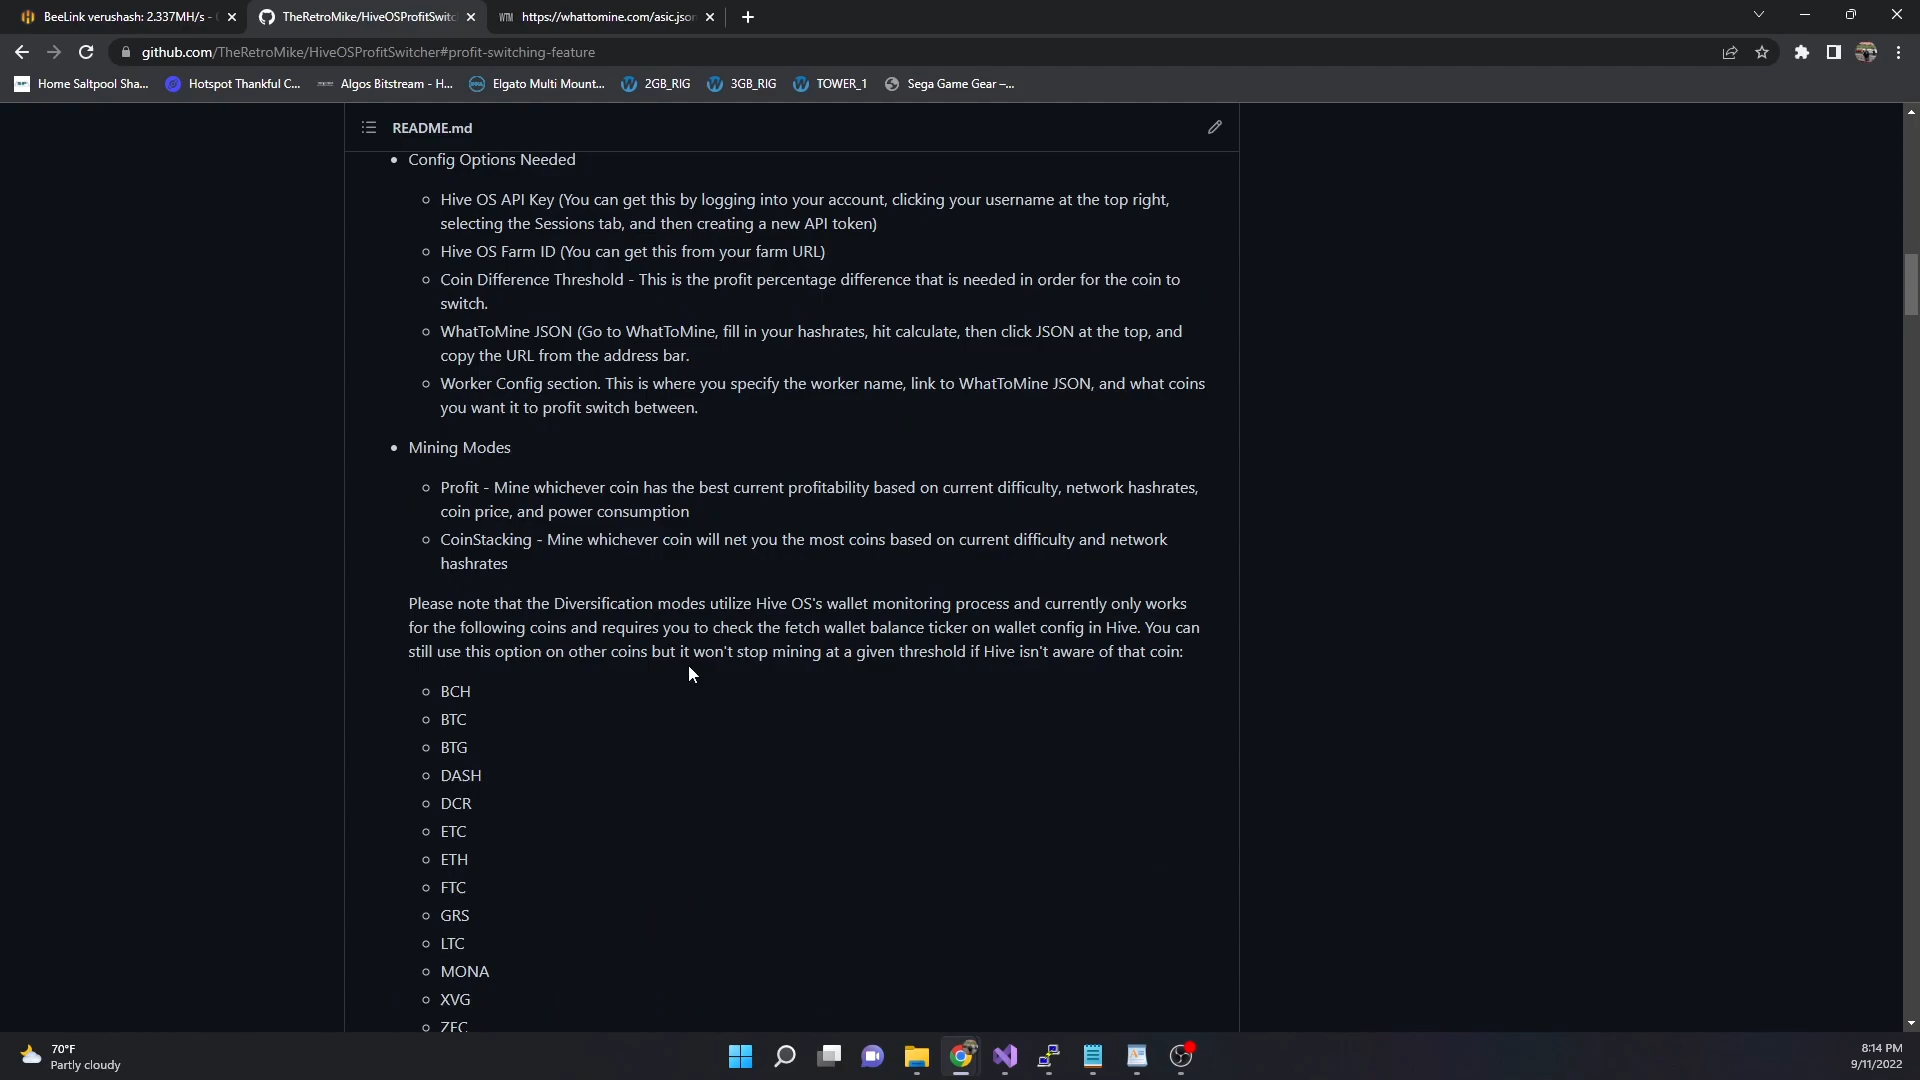 BeeLink verushash: 2.337MH/s -
TheRetroMike/HiveOSProfitSwitc
WTM https://whattomine.com/asic.json
github.com/TheRetroMike/HiveOSProfitSwitcher#profit-switching-feature
Home Saltpool Sha...
Hotspot Thankful C...
Algos Bitstream - H...
Elgato Multi Mount...
2GB_RIG
3GB_RIG
TOWER_1
Sega Game Gear –...
README.md
• Config Options Needed
Hive OS API Key (You can get this by logging into your account, clicking your username at the top right,
selecting the Sessions tab, and then creating a new API token)
Hive OS Farm ID (You can get this from your farm URL)
Coin Difference Threshold - This is the profit percentage difference that is needed in order for the coin to
switch.
WhatToMine JSON (Go to WhatToMine, fill in your hashrates, hit calculate, then click JSON at the top, and
copy the URL from the address bar.
Worker Config section. This is where you specify the worker name, link to WhatToMine JSON, and what coins
you want it to profit switch between.
• Mining Modes
Profit - Mine whichever coin has the best current profitability based on current difficulty, network hashrates,
coin price, and power consumption
CoinStacking - Mine whichever coin will net you the most coins based on current difficulty and network
hashrates
Please note that the Diversification modes utilize Hive OS's wallet monitoring process and currently only works
for the following coins and requires you to check the fetch wallet balance ticker on wallet config in Hive. You can
still use this option on other coins but it won't stop mining at a given threshold if Hive isn't aware of that coin:
BCH
BTC
BTG
DASH
DCR
ETC
ETH
FTC
GRS
LTC
MONA
XVG
ZEC
70°F
Partly cloudy
8:14 PM
9/11/2022